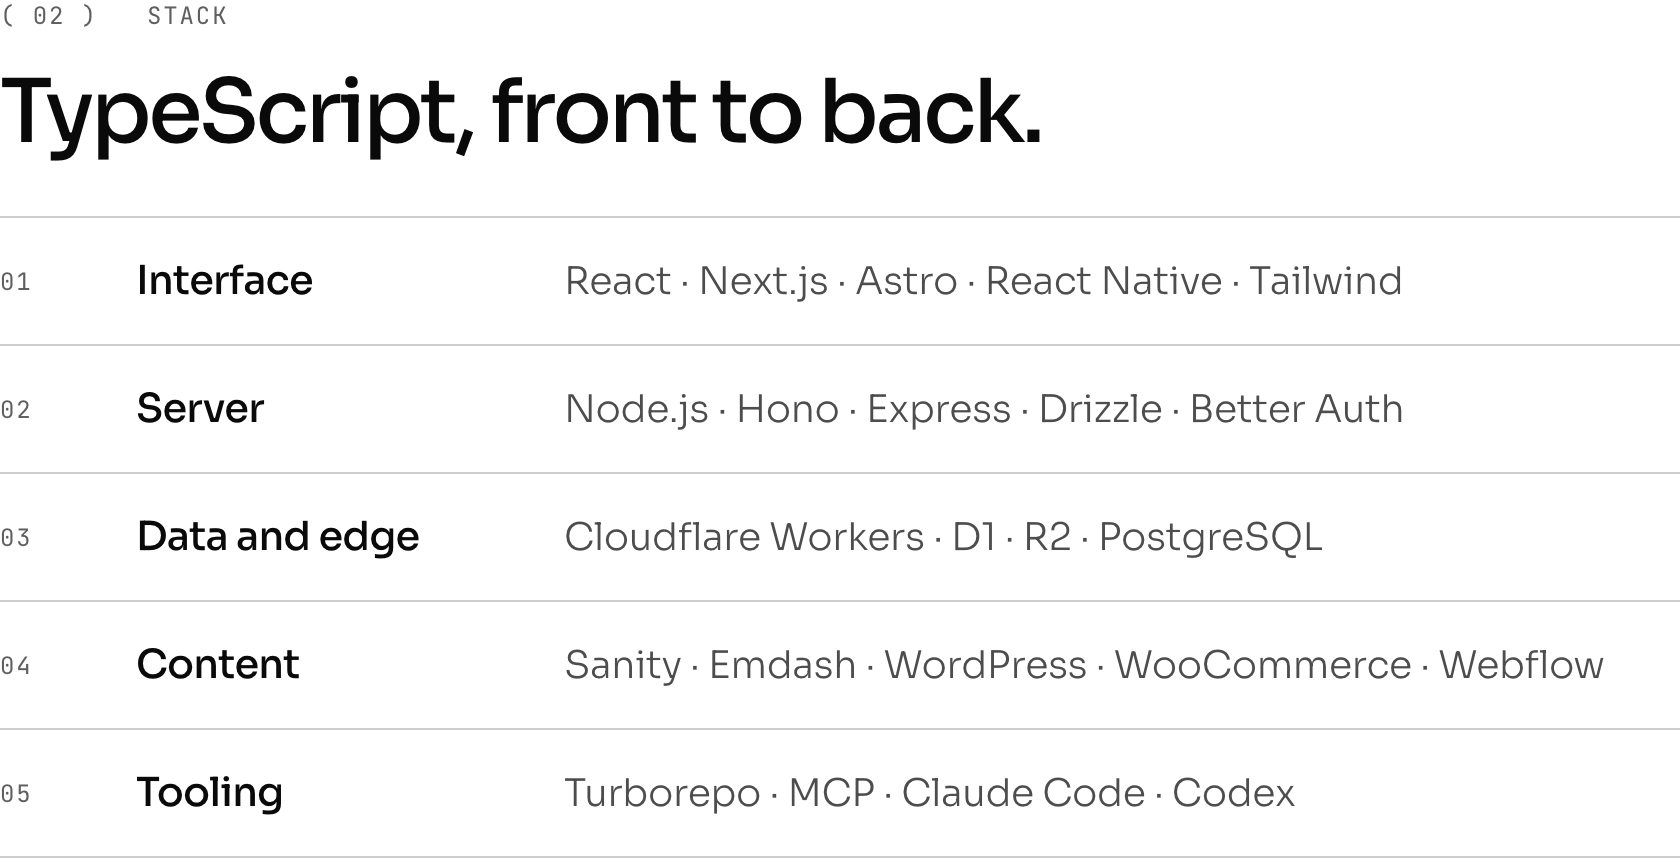 ( 02 ) STACK
TypeScript, front to back.
01 Interface React · Next.js · Astro · React Native · Tailwind
02 Server Node.js · Hono · Express · Drizzle · Better Auth
03 Data and edge Cloudflare Workers · D1 · R2 · PostgreSQL
04 Content Sanity · Emdash · WordPress · WooCommerce · Webflow
05 Tooling Turborepo · MCP · Claude Code · Codex